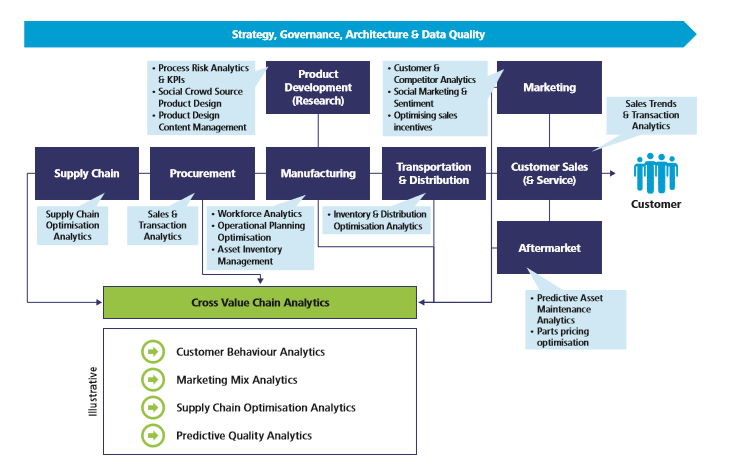 Strategy, Governance, Architecture & Data Quality
• Process Risk Analytics
& KPIs
• Social Crowd Source
Product Design
• Product Design
Content Management
Product
Development
(Research)
• Customer &
Competitor Analytics
• Social Marketing &
Sentiment
• Optimising sales
incentives
Marketing
Sales Trends
& Transaction
Analytics
Supply Chain
Procurement
Manufacturing
Transportation
& Distribution
Customer Sales
(& Service)
Customer
Supply Chain
Optimisation
Analytics
Sales &
Transaction
Analytics
• Workforce Analytics
• Operational Planning
Optimisation
• Asset Inventory
Management
• Inventory & Distribution
Optimisation Analytics
Aftermarket
• Predictive Asset
Maintenance
Analytics
• Parts pricing
optimisation
Cross Value Chain Analytics
Illustrative
Customer Behaviour Analytics
Marketing Mix Analytics
Supply Chain Optimisation Analytics
Predictive Quality Analytics